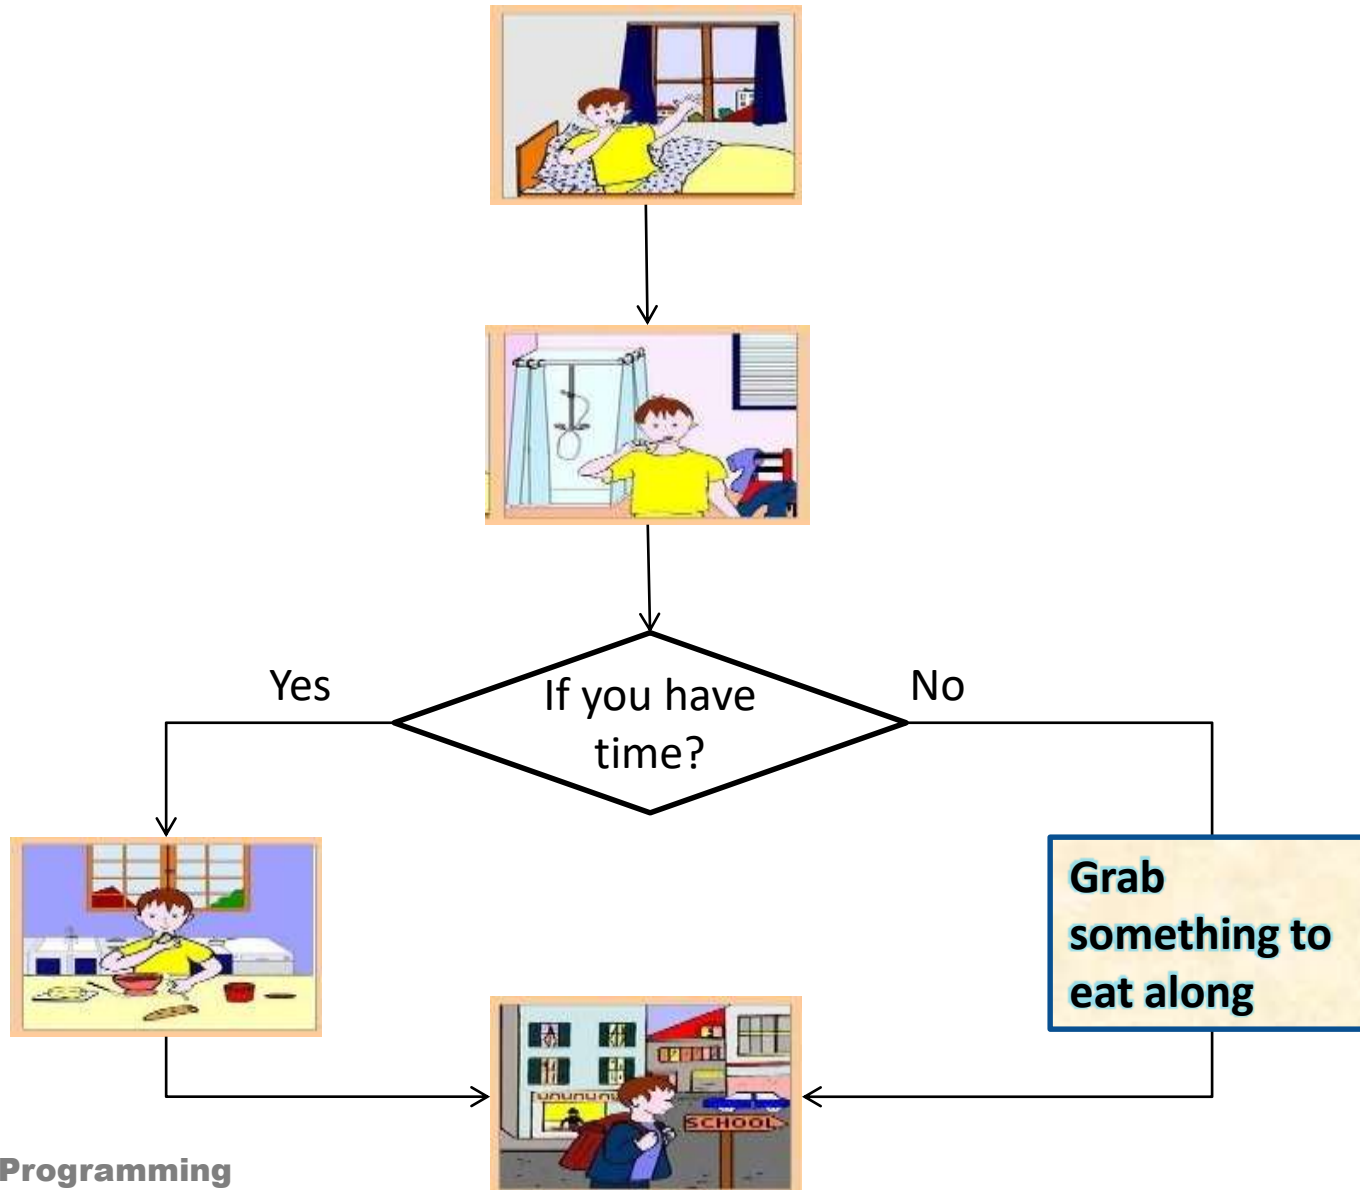 Yes
If you have
time?
No
Grab
something to
eat along
SCHOOL
Programming